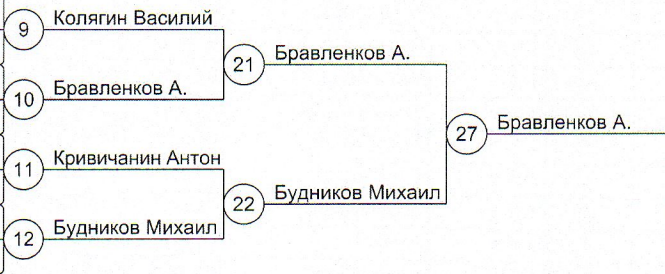 9 Колягин Василий
21 Бравленков А.
10 Бравленков А.
27 Бравленков А.
11 Кривичанин Антон
22 Будников Михаил
12 Будников Михаил